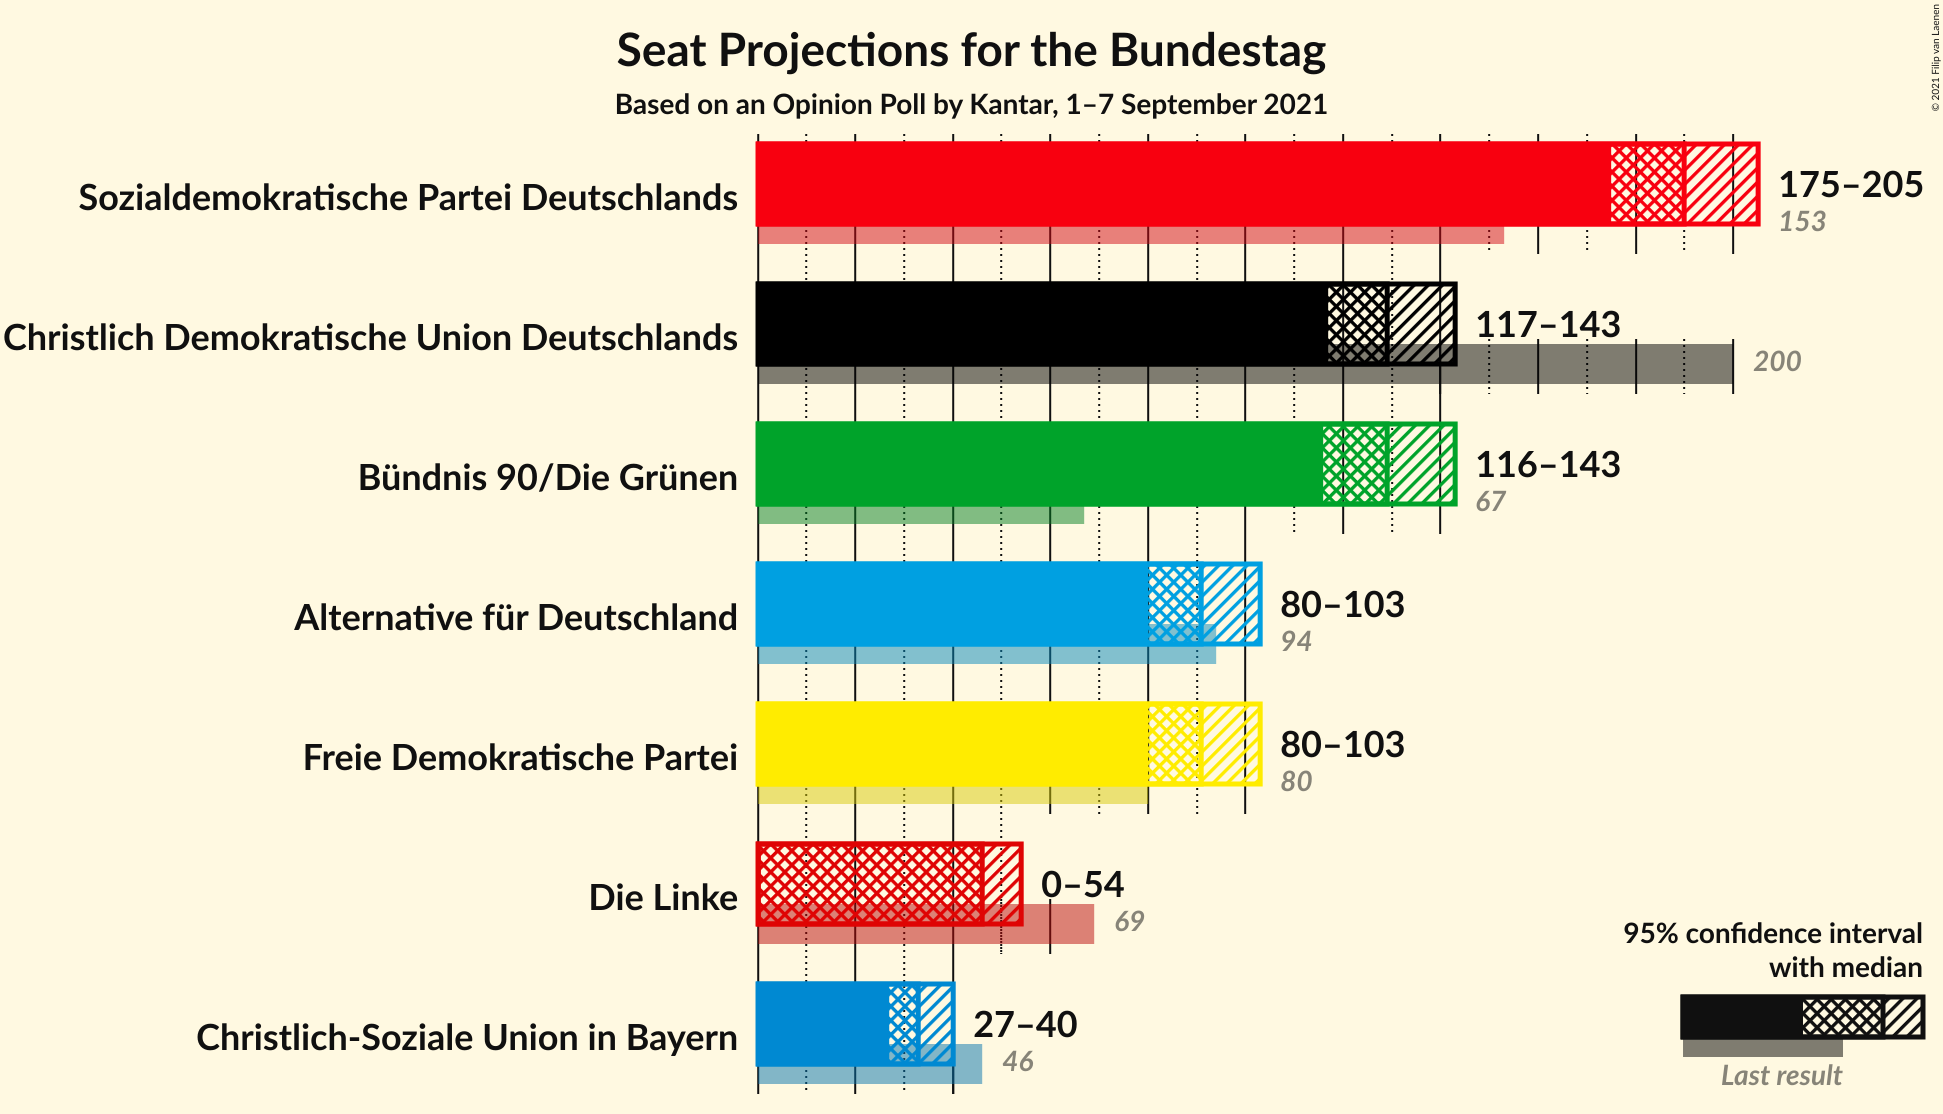 Seat Projections for the Bundestag
Based on an Opinion Poll by Kantar, 1–7 September 2021
© 2021 Filip van Laenen
Sozialdemokratische Partei Deutschlands
175–205
153
Christlich Demokratische Union Deutschlands
117–143
200
Bündnis 90/Die Grünen
116–143
67
Alternative für Deutschland
80–103
94
Freie Demokratische Partei
80–103
80
Die Linke
0–54
69
Christlich-Soziale Union in Bayern
27–40
46
95% confidence interval
with median
Last result